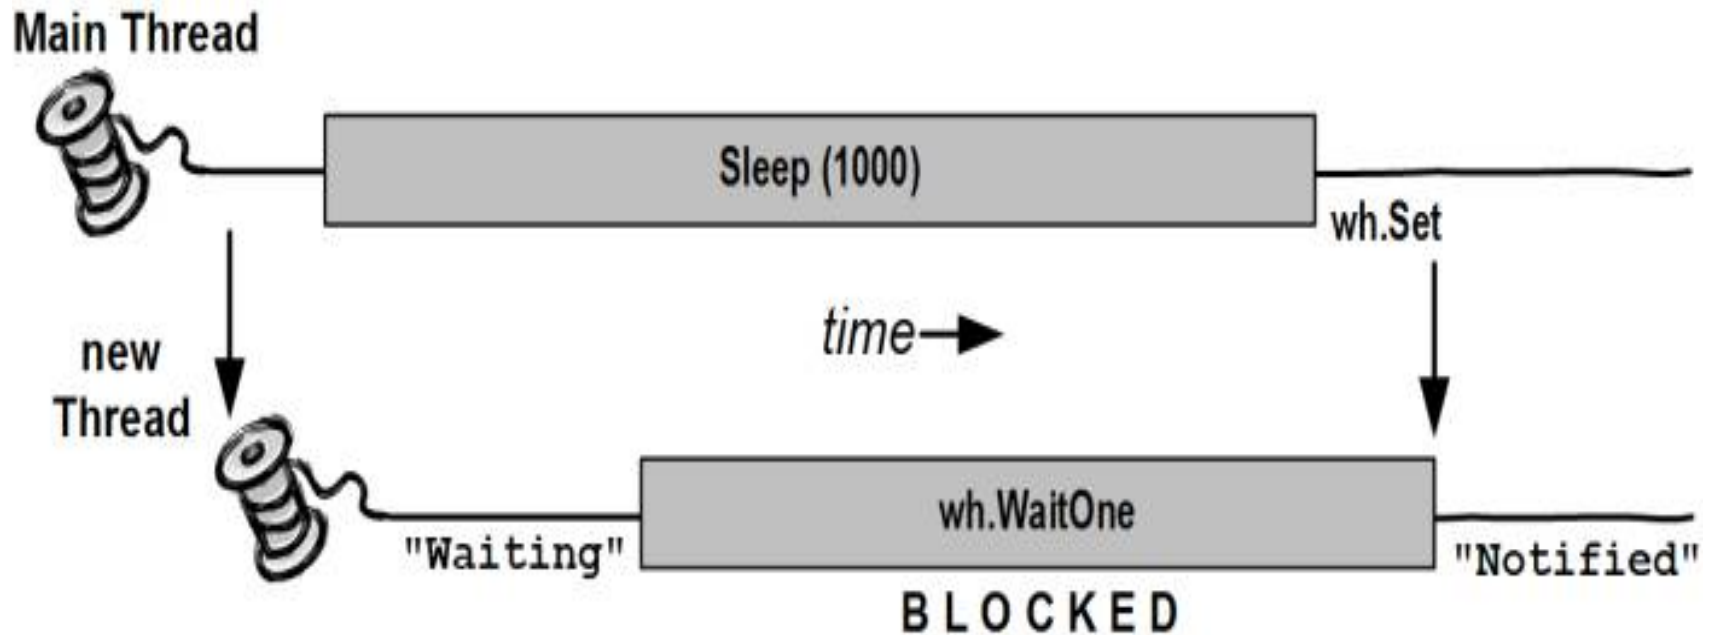 Main Thread
Sleep (1000)
wh.Set
time
new
Thread
wh.WaitOne
"Waiting"
"Notified"
BLOCKED